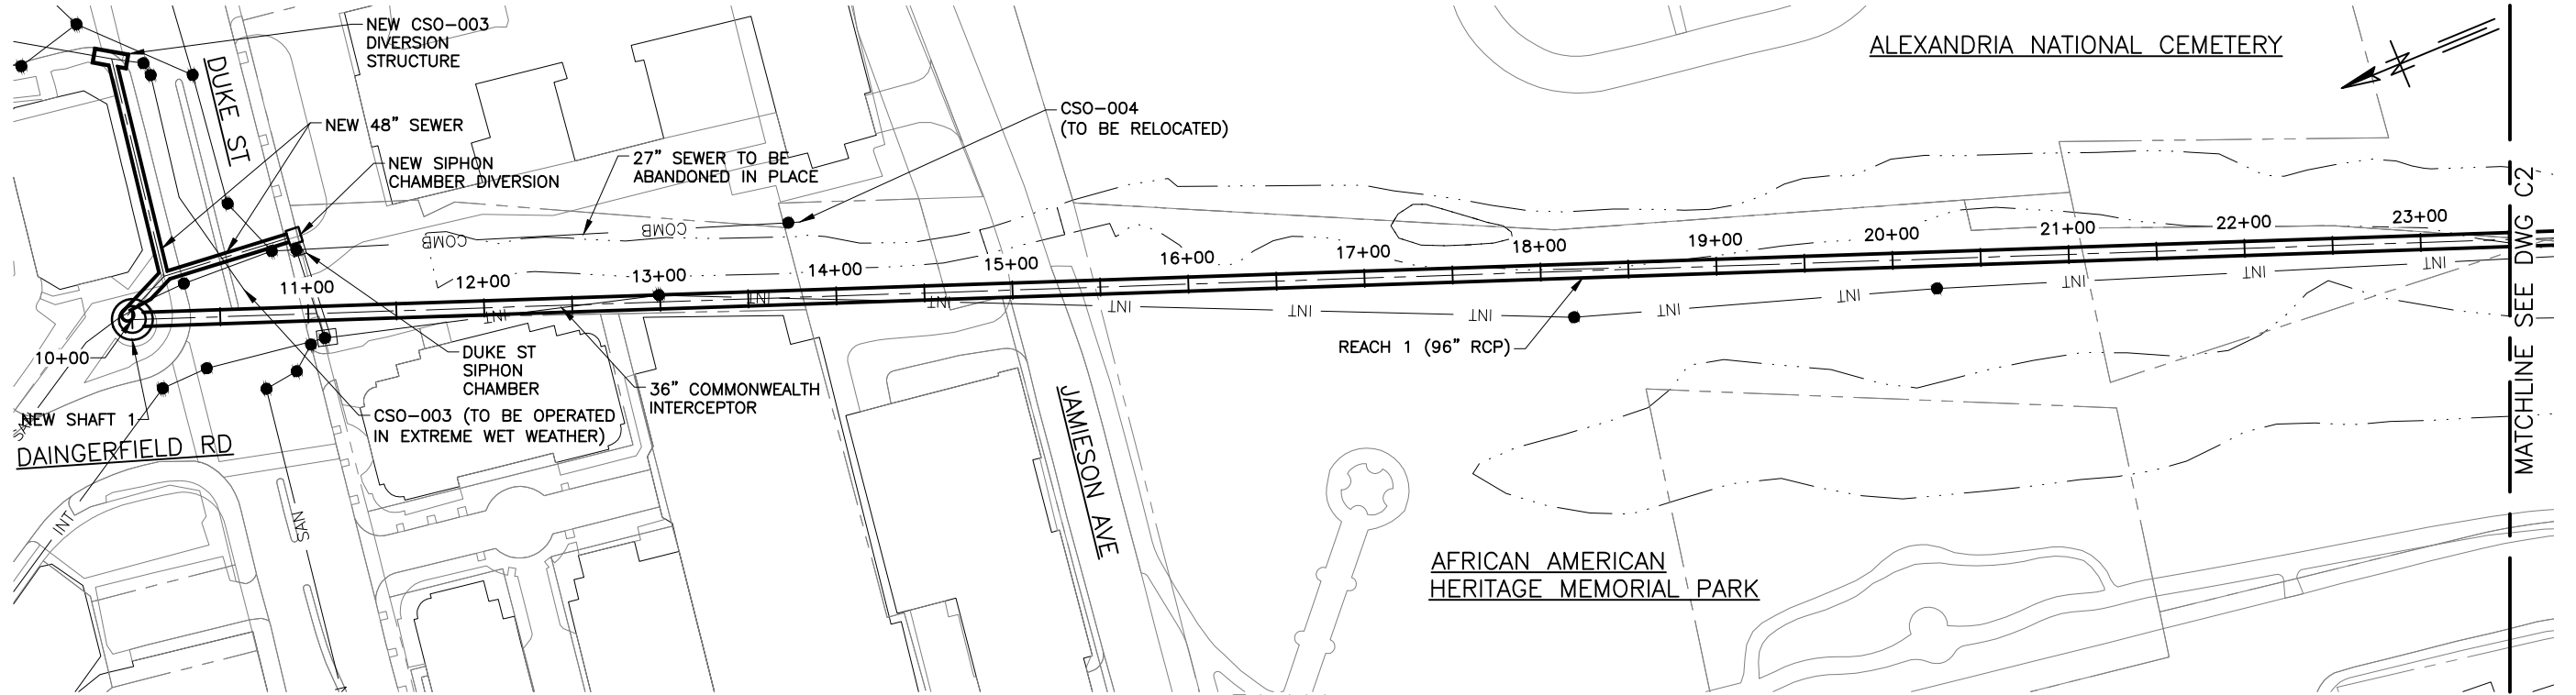 NEW CSO-003
DIVERSION
STRUCTURE
DUKE ST
NEW 48" SEWER
NEW SIPHON
CHAMBER DIVERSION
27" SEWER TO BE
ABANDONED IN PLACE
CSO-004
(TO BE RELOCATED)
ALEXANDRIA NATIONAL CEMETERY
N
COMB
COMB
10+00
11+00
12+00
13+00
14+00
15+00
16+00
17+00
18+00
19+00
20+00
21+00
22+00
23+00
INT
INT
INT
INT
INT
INT
INT
INT
INT
INT
INT
MATCHLINE SEE DWG C2
REACH 1 (96" RCP)
DUKE ST
SIPHON
CHAMBER
36" COMMONWEALTH
INTERCEPTOR
CSO-003 (TO BE OPERATED
IN EXTREME WET WEATHER)
NEW SHAFT 1
SAN
DAINGERFIELD RD
INT
SAN
JAMIESON AVE
AFRICAN AMERICAN
HERITAGE MEMORIAL PARK